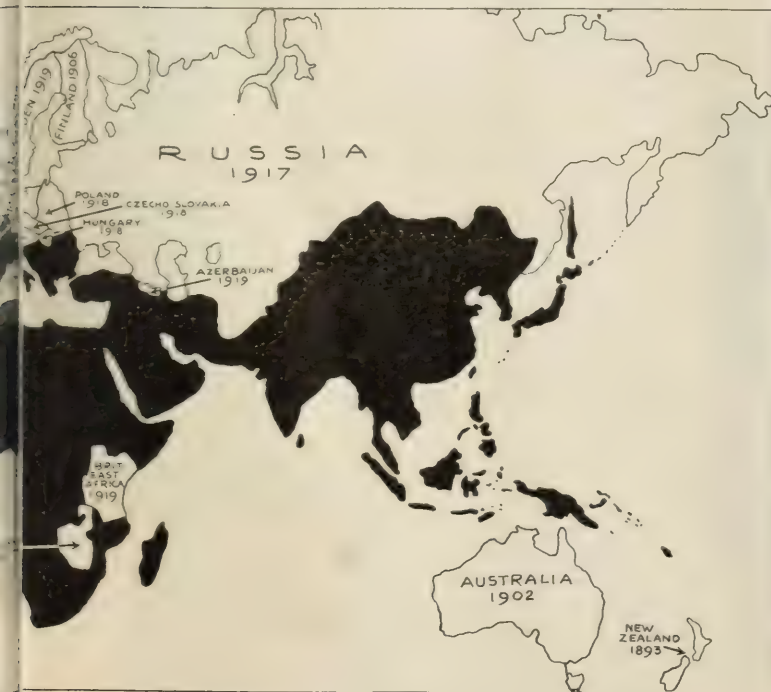 EN 1919
FINLAND 1906
RUSSIA
1917
POLAND
1918
CZECHO SLOVAKIA
1918
HUNGARY
1918
AZERBAIJAN
1919
BRIT
EAST
AFRICA
1919
AUSTRALIA
1902
NEW
ZEALAND
1893